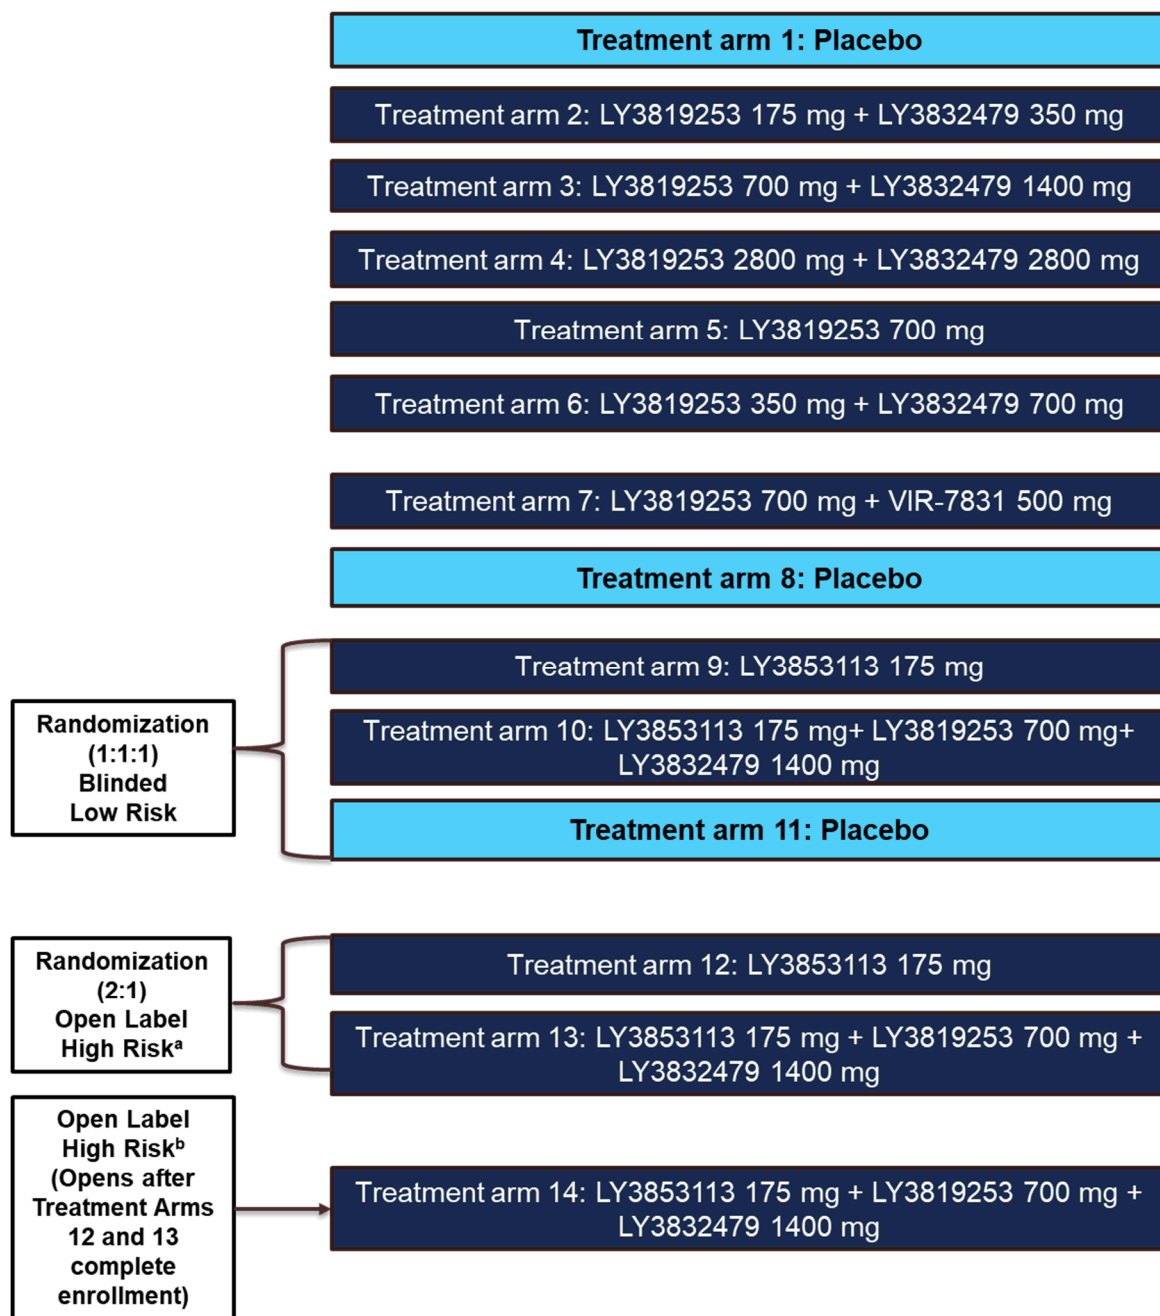 Treatment arm 1: Placebo
Treatment arm 2: LY3819253 175 mg + LY3832479 350 mg
Treatment arm 3: LY3819253 700 mg + LY3832479 1400 mg
Treatment arm 4: LY3819253 2800 mg + LY3832479 2800 mg
Treatment arm 5: LY3819253 700 mg
Treatment arm 6: LY3819253 350 mg + LY3832479 700 mg
Treatment arm 7: LY3819253 700 mg + VIR-7831 500 mg
Treatment arm 8: Placebo
Randomization
(1:1:1)
Blinded
Low Risk
Treatment arm 9: LY3853113 175 mg
Treatment arm 10: LY3853113 175 mg+ LY3819253 700 mg+
LY3832479 1400 mg
Treatment arm 11: Placebo
Randomization
(2:1)
Open Label
High Riskᵃ
Treatment arm 12: LY3853113 175 mg
Treatment arm 13: LY3853113 175 mg + LY3819253 700 mg +
LY3832479 1400 mg
Open Label
High Riskᵇ
(Opens after
Treatment Arms
12 and 13
complete
enrollment)
Treatment arm 14: LY3853113 175 mg + LY3819253 700 mg +
LY3832479 1400 mg